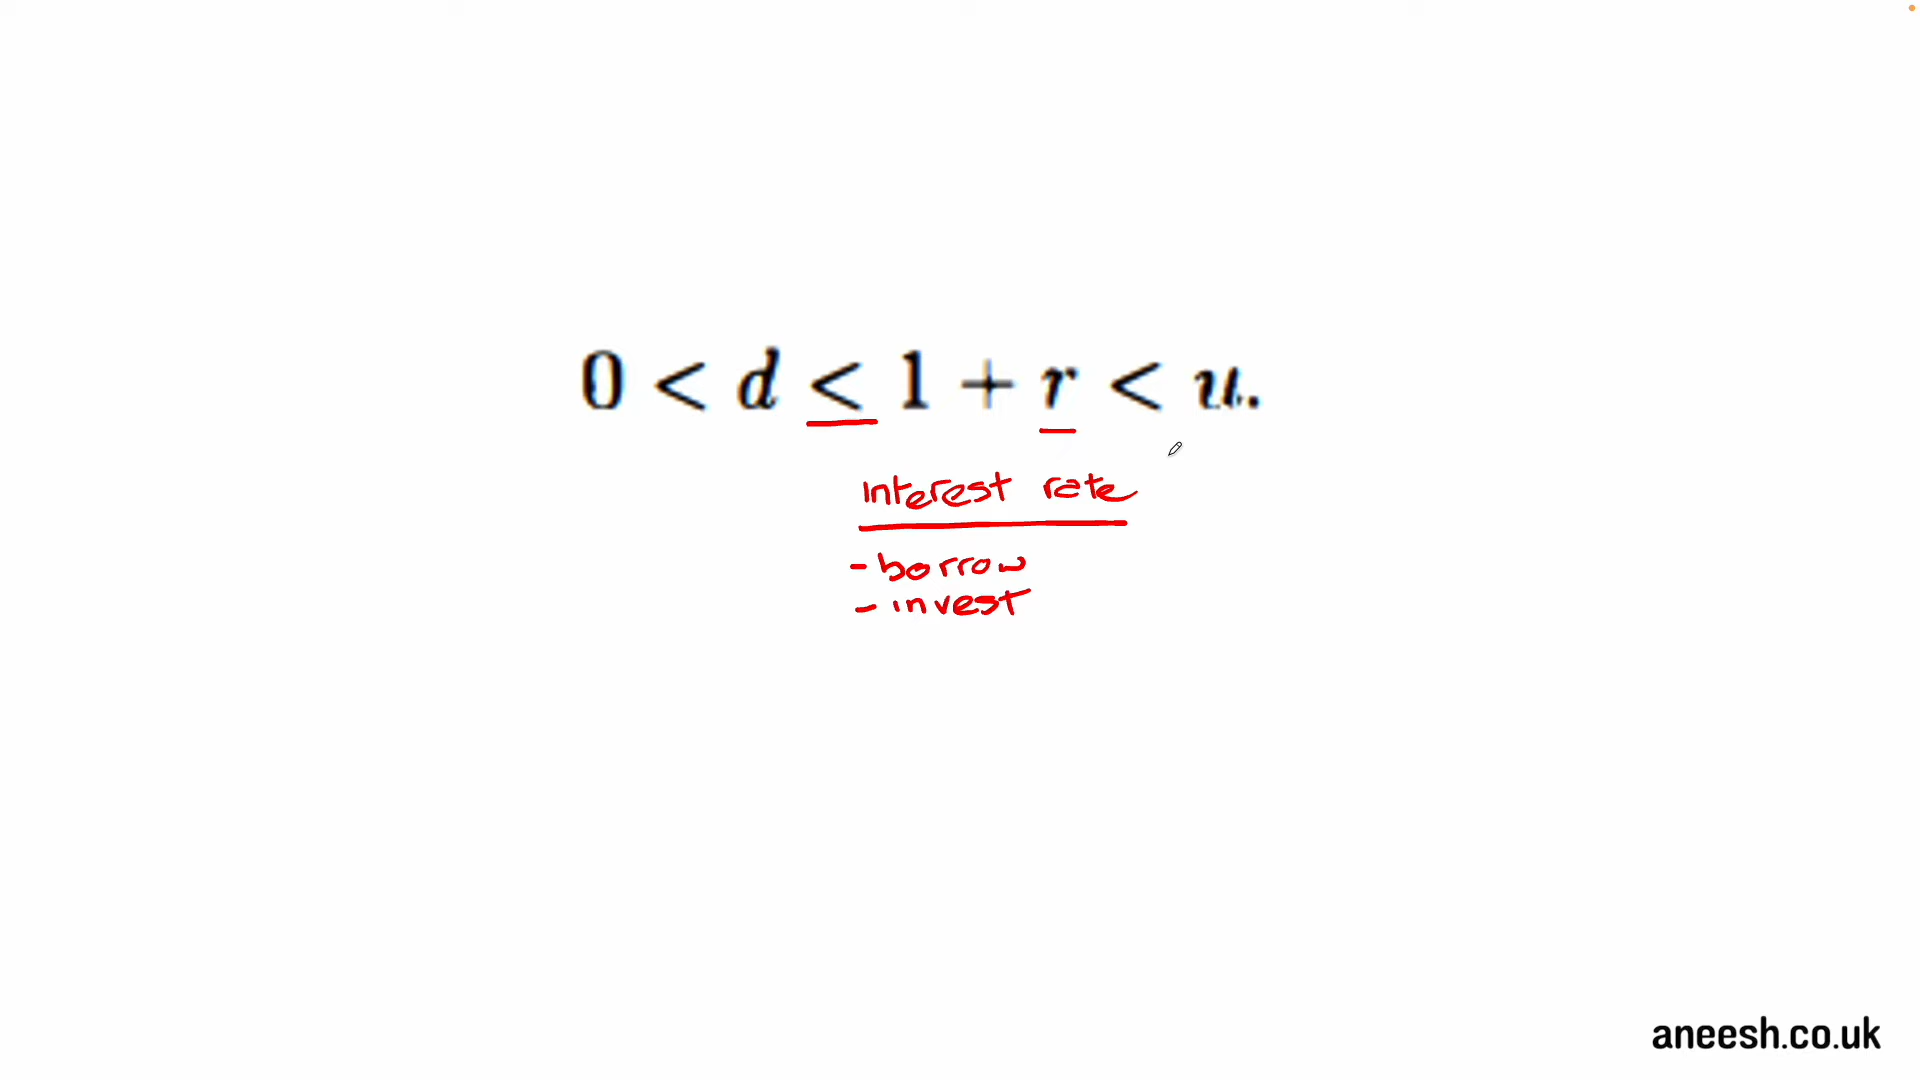 0 < d < 1 + r < u.
interest rate
- borrow
- invest
aneesh.co.uk